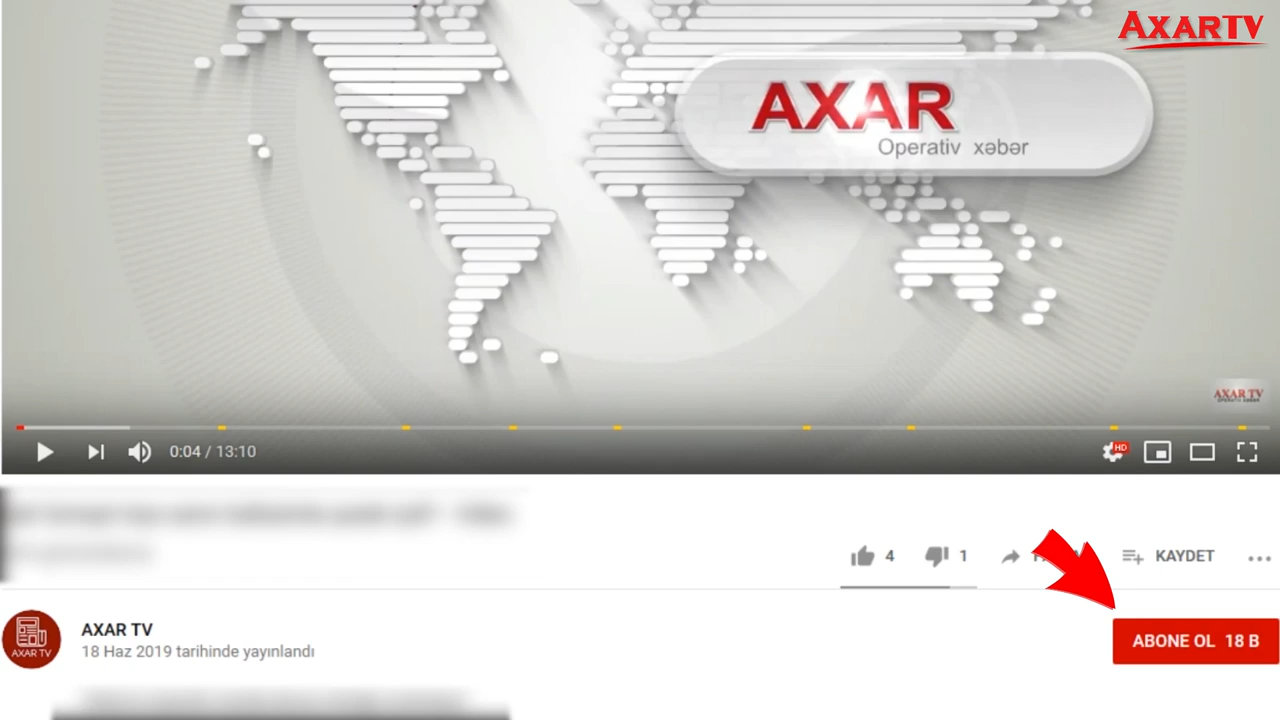 AXARTV
AXAR
Operativ xəbər
AXAR TV
0:04 / 13:10
HD
4
1
KAYDET
AXAR TV
AXAR TV
18 Haz 2019 tarihinde yayınlandı
ABONE OL 18 B